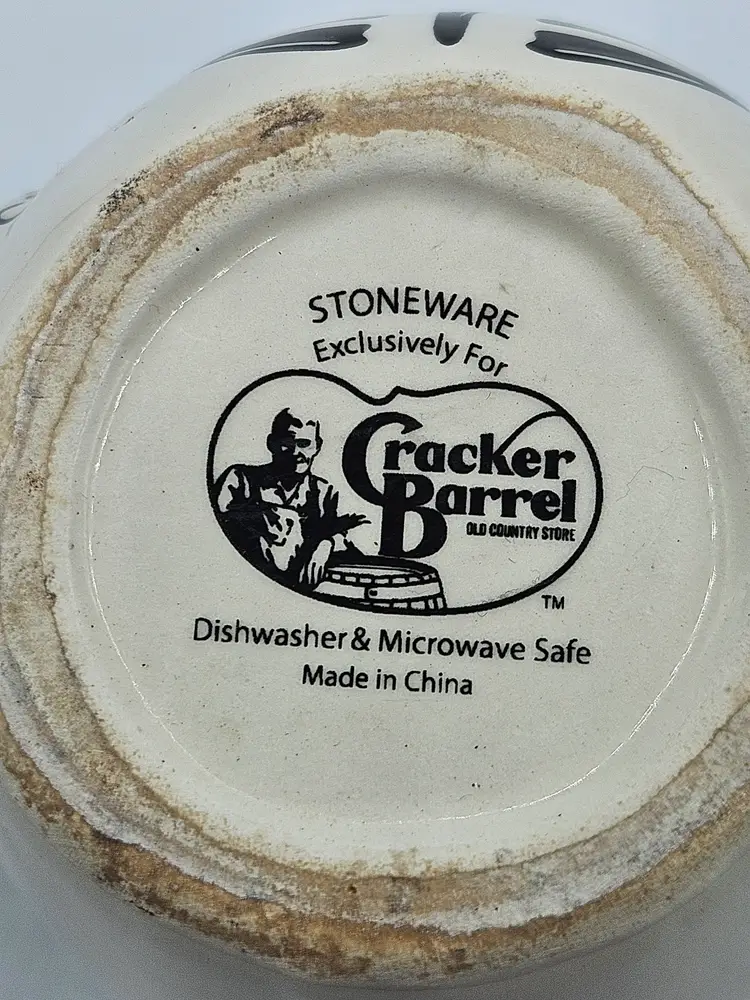 STONEWARE
Exclusively For
Cracker
Barrel
OLD COUNTRY STORE
TM
Dishwasher & Microwave Safe
Made in China